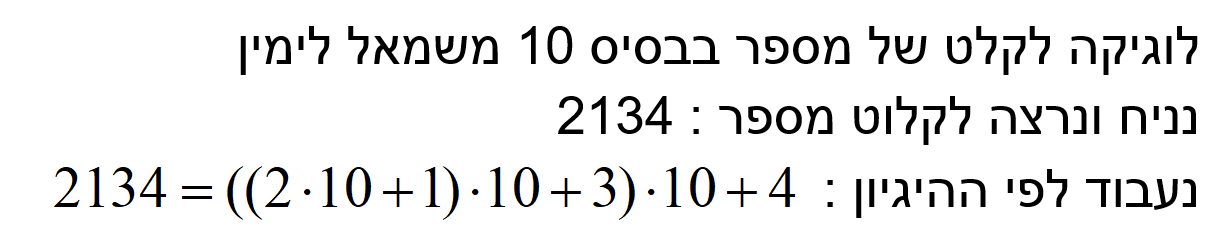 לוגיקה לקלט של מספר בבסיס 10 משמאל לימין
נניח ונרצה לקלוט מספר : 2134
נעבוד לפי ההיגיון : 2134 = ((2·10+1)·10+3)·10+4